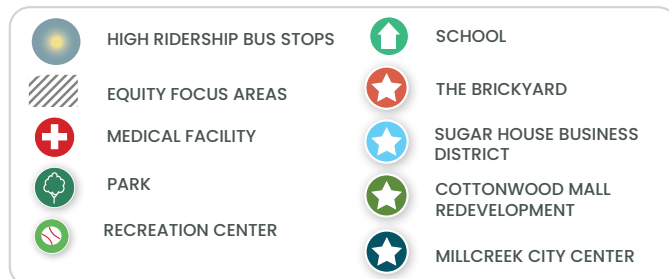 HIGH RIDERSHIP BUS STOPS
EQUITY FOCUS AREAS
MEDICAL FACILITY
PARK
RECREATION CENTER
SCHOOL
THE BRICKYARD
SUGAR HOUSE BUSINESS
DISTRICT
COTTONWOOD MALL
REDEVELOPMENT
MILLCREEK CITY CENTER